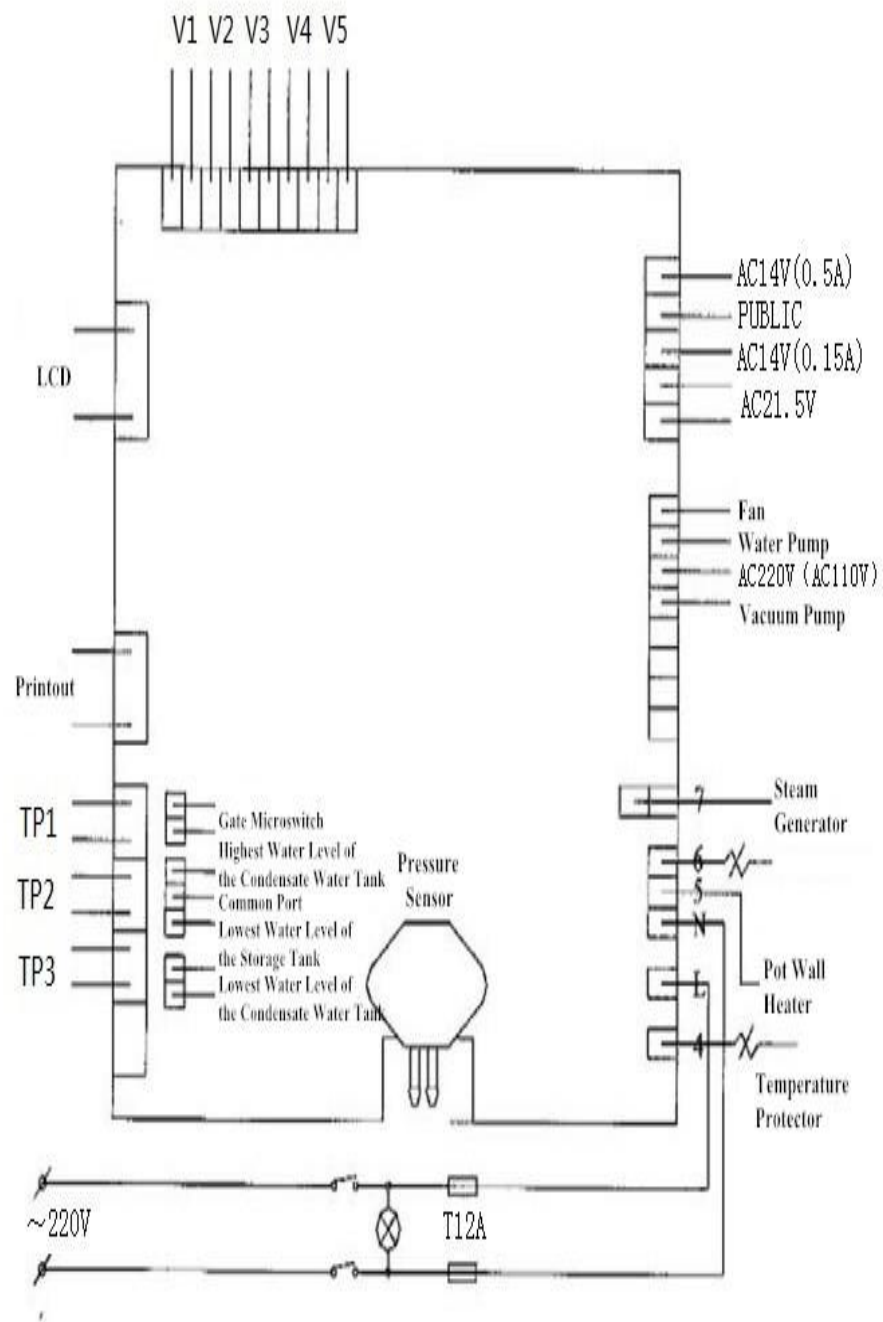 V1 V2 V3 V4 V5
AC14V(0.5A)
PUBLIC
AC14V(0.15A)
AC21.5V
LCD
Fan
Water Pump
AC220V (AC110V)
Vacuum Pump
Printout
7
Steam
Generator
TP1
TP2
TP3
Gate Microswitch
Highest Water Level of
the Condensate Water Tank
Common Port
Lowest Water Level of
the Storage Tank
Lowest Water Level of
the Condensate Water Tank
Pressure
Sensor
6
5
N
L
4
Pot Wall
Heater
Temperature
Protector
~220V
T12A